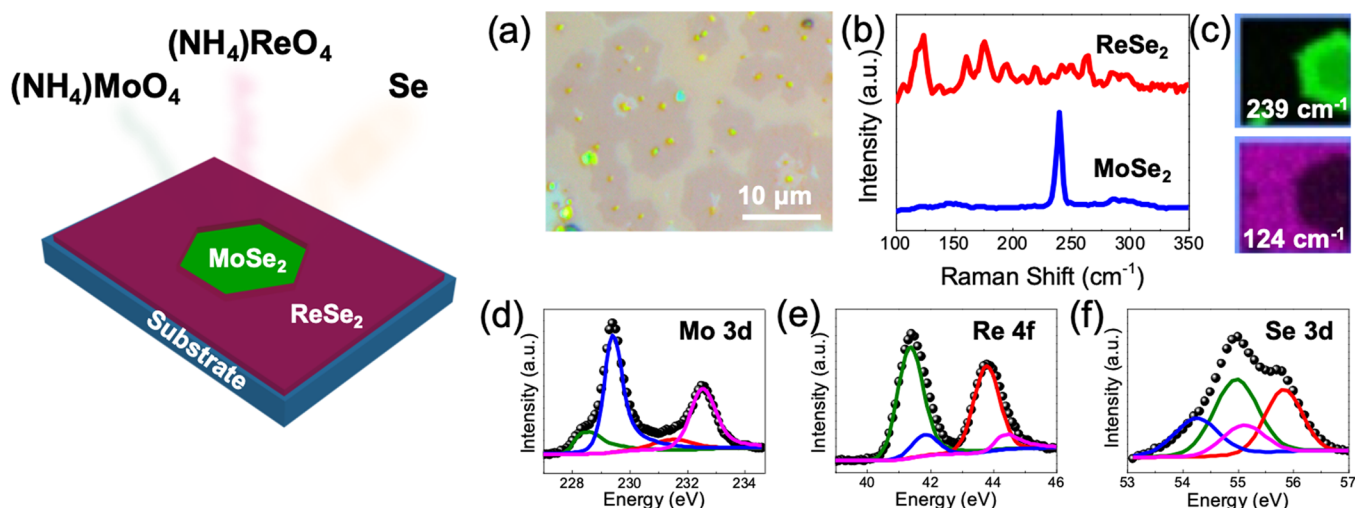 (NH₄)ReO₄
(NH₄)MoO₄
Se
MoSe₂
ReSe₂
Substrate
(a)
10 µm
(b)
Intensity (a.u.)
ReSe₂
MoSe₂
100 150 200 250 300 350
Raman Shift (cm⁻¹)
(c)
239 cm⁻¹
124 cm⁻¹
(d)
Mo 3d
Intensity (a.u.)
228 230 232 234
Energy (eV)
(e)
Re 4f
Intensity (a.u.)
40 42 44 46
Energy (eV)
(f)
Se 3d
Intensity (a.u.)
53 54 55 56 57
Energy (eV)